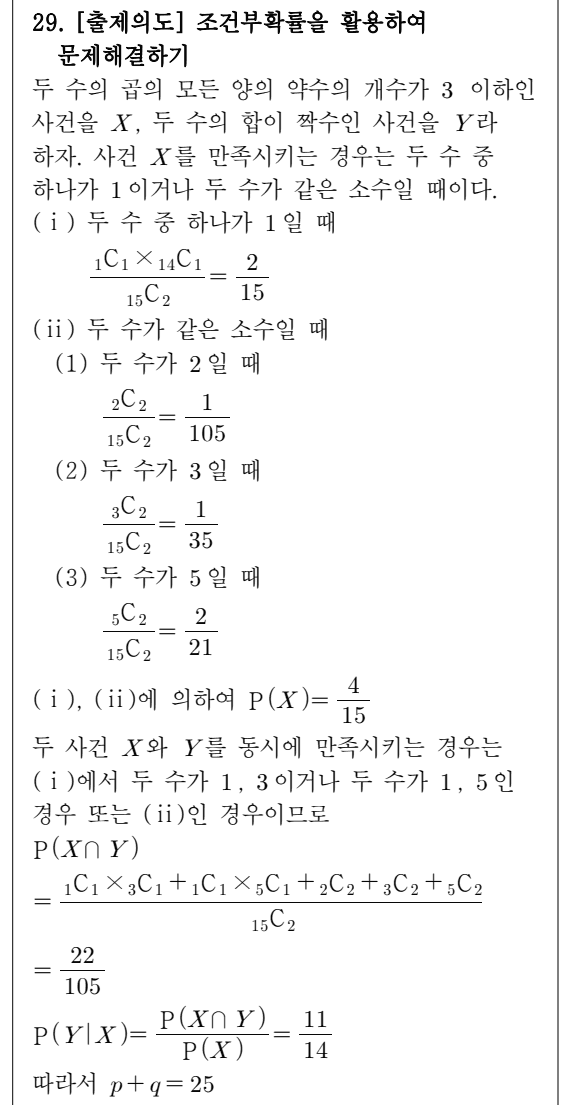 29. [출제의도] 조건부확률을 활용하여
문제해결하기
두 수의 곱의 모든 양의 약수의 개수가 3 이하인
사건을 X, 두 수의 합이 짝수인 사건을 Y라
하자. 사건 X를 만족시키는 경우는 두 수 중
하나가 1이거나 두 수가 같은 소수일 때이다.
(ⅰ) 두 수 중 하나가 1일 때
₁C₁×₁₄C₁ / ₁₅C₂ = 2/15
(ⅱ) 두 수가 같은 소수일 때
(1) 두 수가 2일 때
₂C₂ / ₁₅C₂ = 1/105
(2) 두 수가 3일 때
₃C₂ / ₁₅C₂ = 1/35
(3) 두 수가 5일 때
₅C₂ / ₁₅C₂ = 2/21
(ⅰ), (ⅱ)에 의하여 P(X)= 4/15
두 사건 X와 Y를 동시에 만족시키는 경우는
(ⅰ)에서 두 수가 1, 3이거나 두 수가 1, 5인
경우 또는 (ⅱ)인 경우이므로
P(X∩Y)
= ₁C₁×₃C₁+₁C₁×₅C₁+₂C₂+₃C₂+₅C₂ / ₁₅C₂
= 22/105
P(Y|X)= P(X∩Y)/P(X) = 11/14
따라서 p+q=25